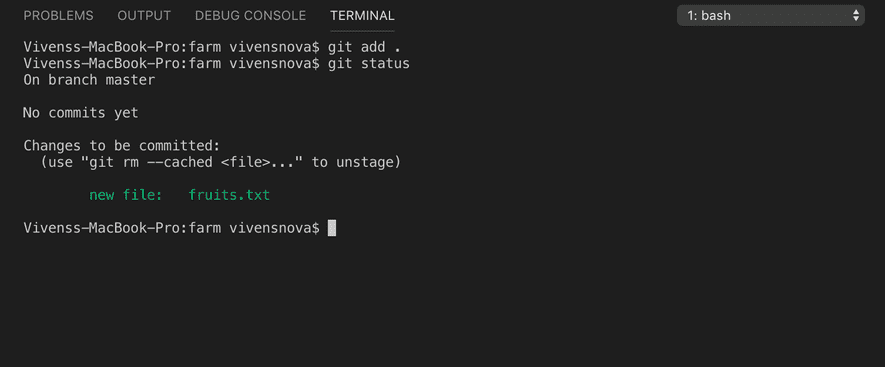 PROBLEMS OUTPUT DEBUG CONSOLE TERMINAL 1: bash
Vivenss-MacBook-Pro:farm vivensnova$ git add .
Vivenss-MacBook-Pro:farm vivensnova$ git status
On branch master
No commits yet
Changes to be committed:
(use "git rm --cached <file>..." to unstage)
new file: fruits.txt
Vivenss-MacBook-Pro:farm vivensnova$